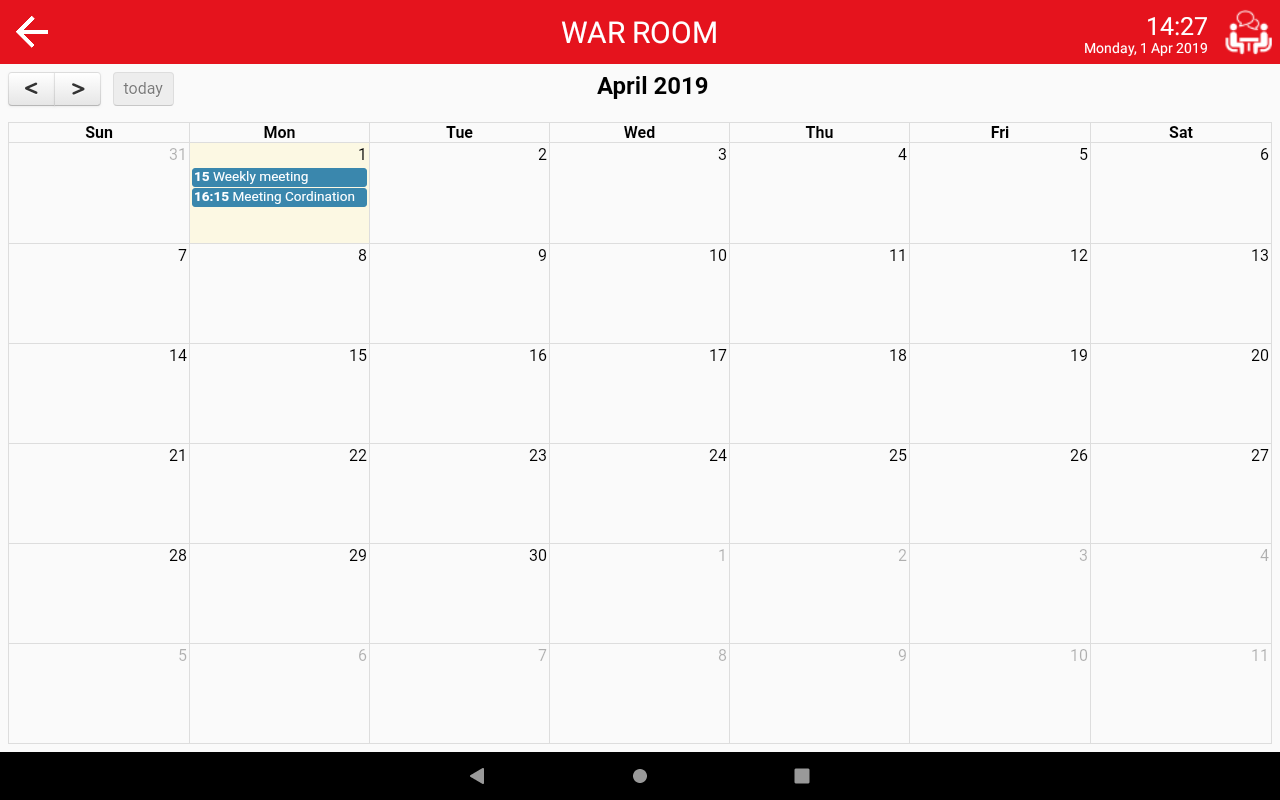 WAR ROOM
14:27
Monday, 1 Apr 2019
< > today
April 2019
Sun Mon Tue Wed Thu Fri Sat
31 1 2 3 4 5 6
15 Weekly meeting
16:15 Meeting Cordination
7 8 9 10 11 12 13
14 15 16 17 18 19 20
21 22 23 24 25 26 27
28 29 30 1 2 3 4
5 6 7 8 9 10 11